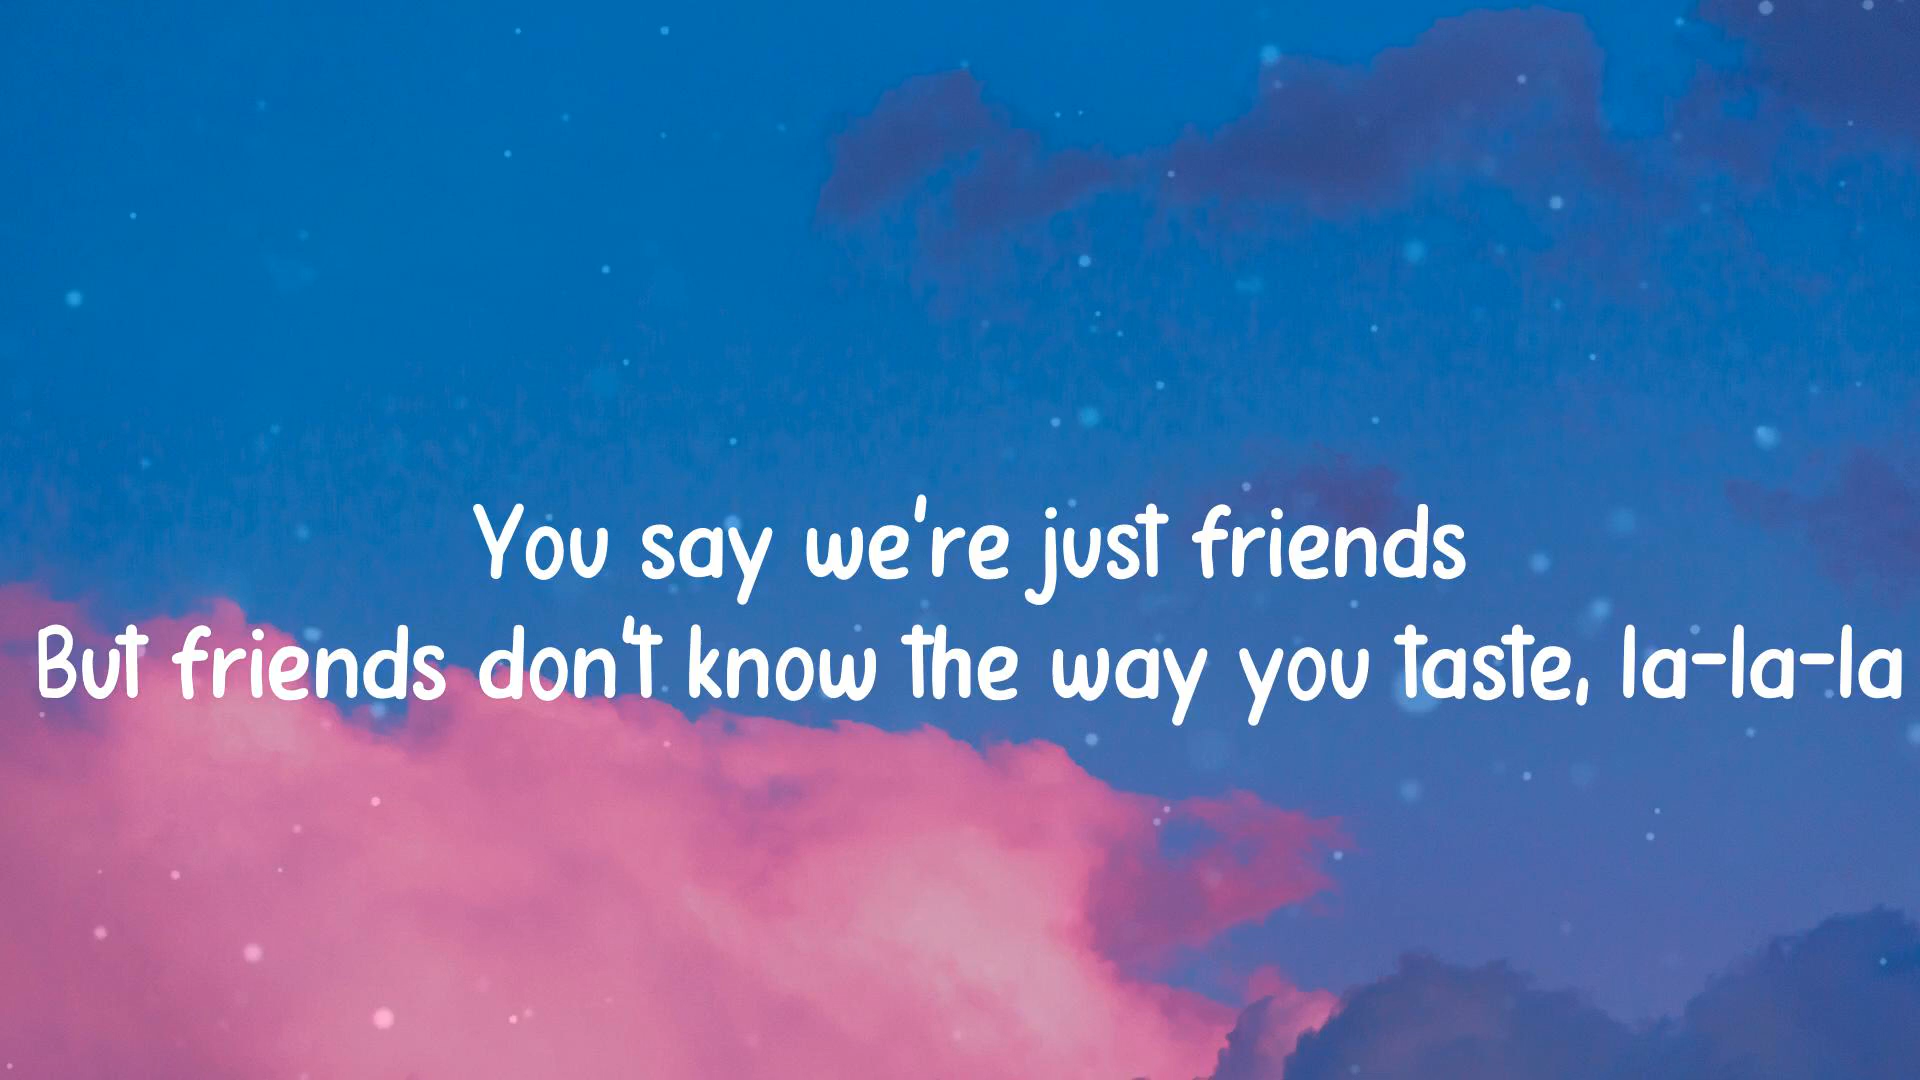 You say we're just friends
But friends don't know the way you taste, la-la-la